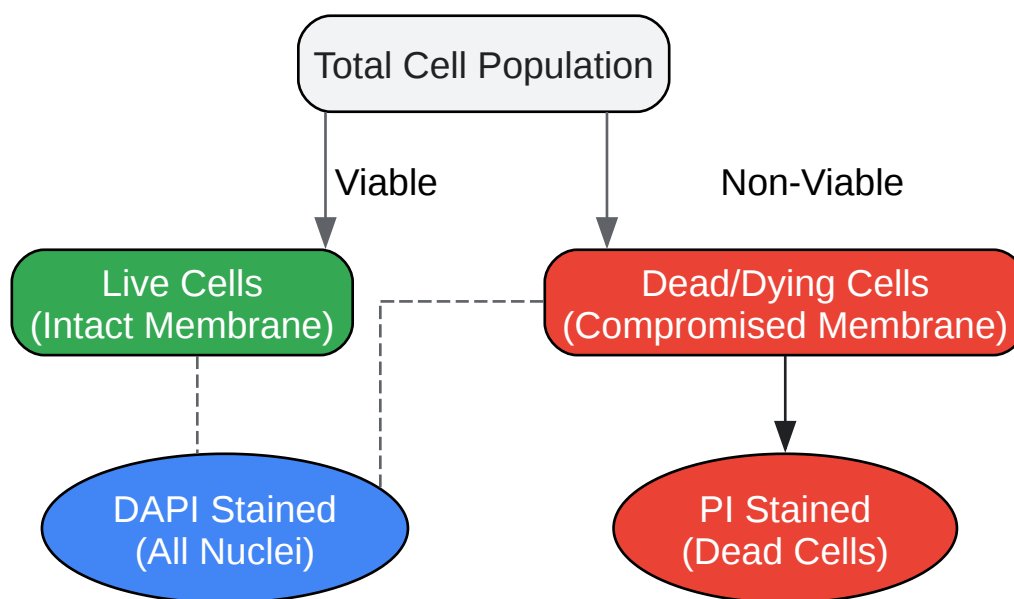 Total Cell Population
Viable
Non-Viable
Live Cells
(Intact Membrane)
Dead/Dying Cells
(Compromised Membrane)
DAPI Stained
(All Nuclei)
PI Stained
(Dead Cells)